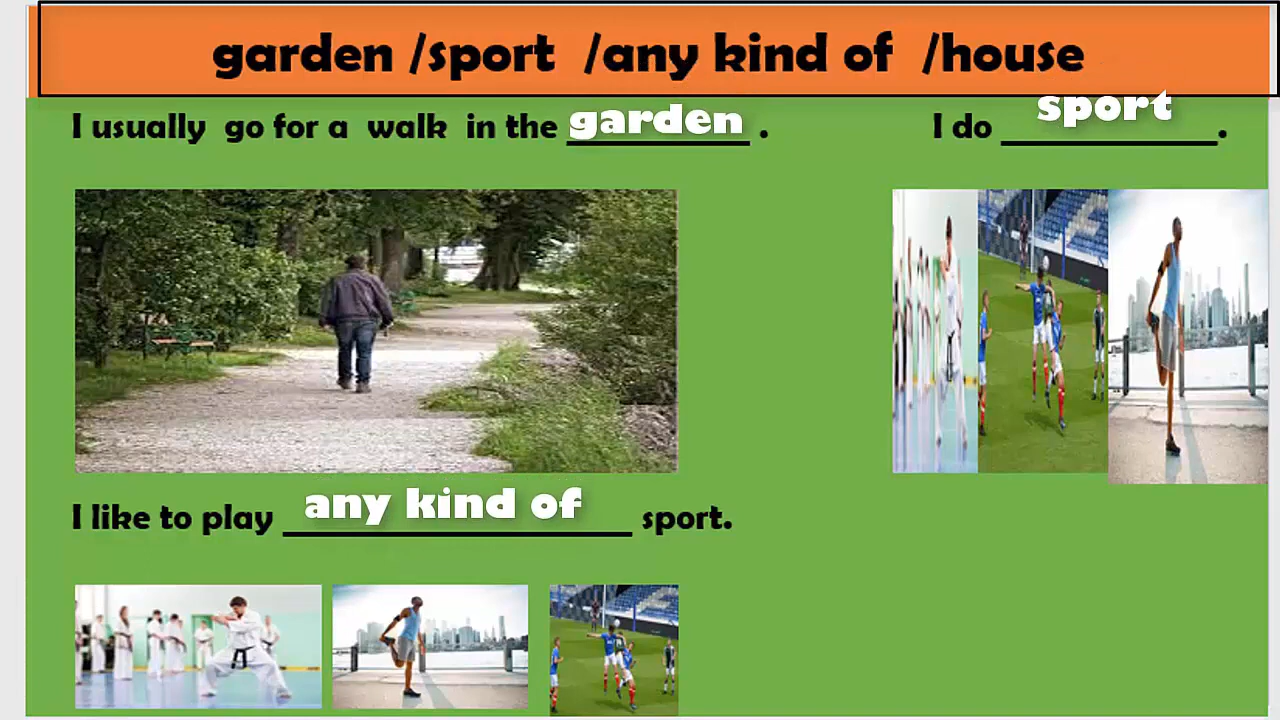 garden /sport /any kind of /house
I usually go for a walk in the garden .
I do sport.
I like to play any kind of sport.